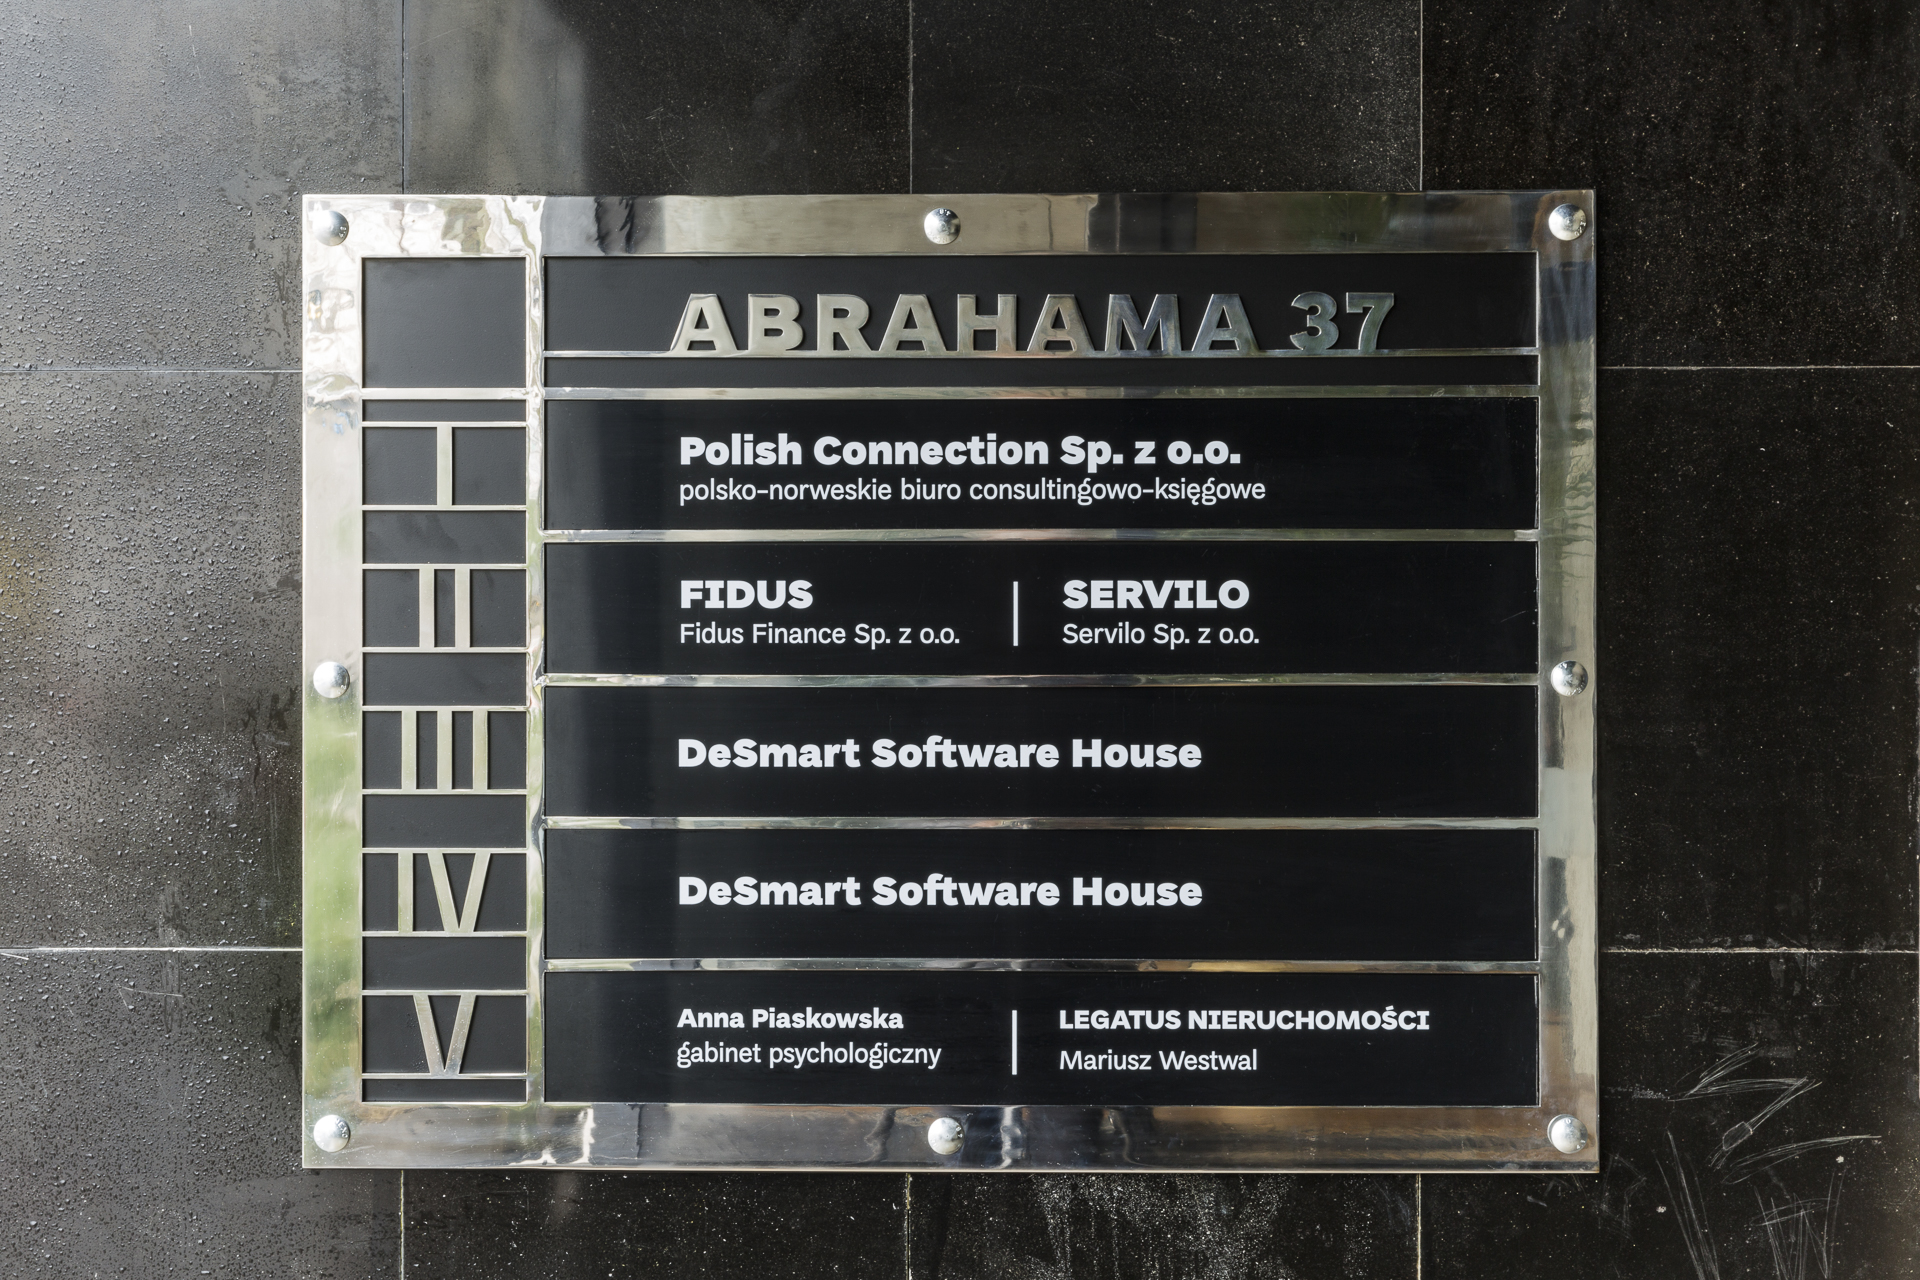 ABRAHAMA 37
I
Polish Connection Sp. z o.o.
polsko-norweskie biuro consultingowo-księgowe
II
FIDUS
Fidus Finance Sp. z o.o.
SERVILO
Servilo Sp. z o.o.
III
DeSmart Software House
IV
DeSmart Software House
V
Anna Piaskowska
gabinet psychologiczny
LEGATUS NIERUCHOMOŚCI
Mariusz Westwal